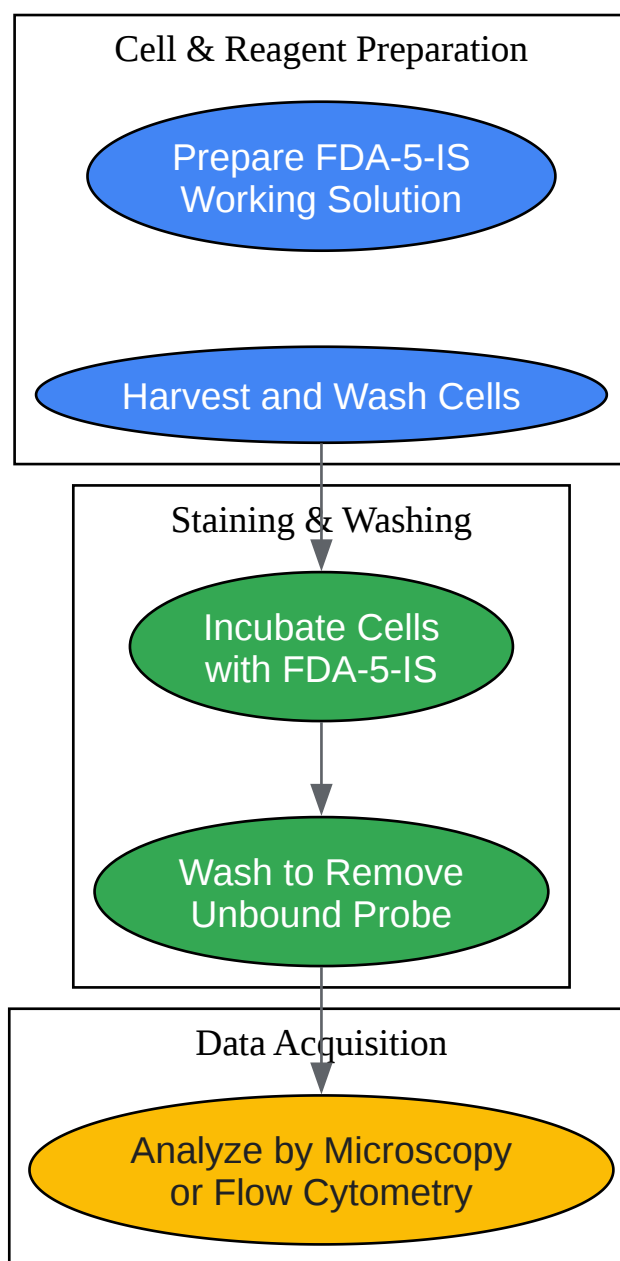 Cell & Reagent Preparation
Prepare FDA-5-IS
Working Solution
Harvest and Wash Cells
Staining & Washing
Incubate Cells
with FDA-5-IS
Wash to Remove
Unbound Probe
Data Acquisition
Analyze by Microscopy
or Flow Cytometry